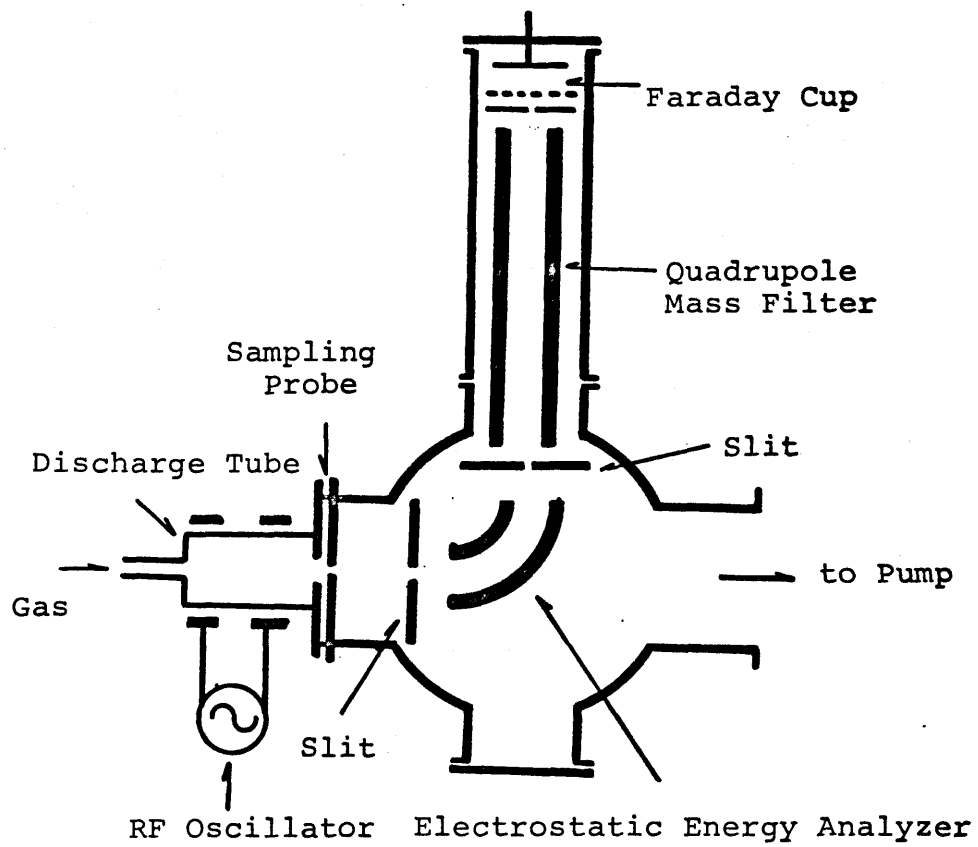 Faraday Cup
Quadrupole
Mass Filter
Sampling
Probe
Slit
Discharge Tube
to Pump
Gas
Slit
RF Oscillator
Electrostatic Energy Analyzer